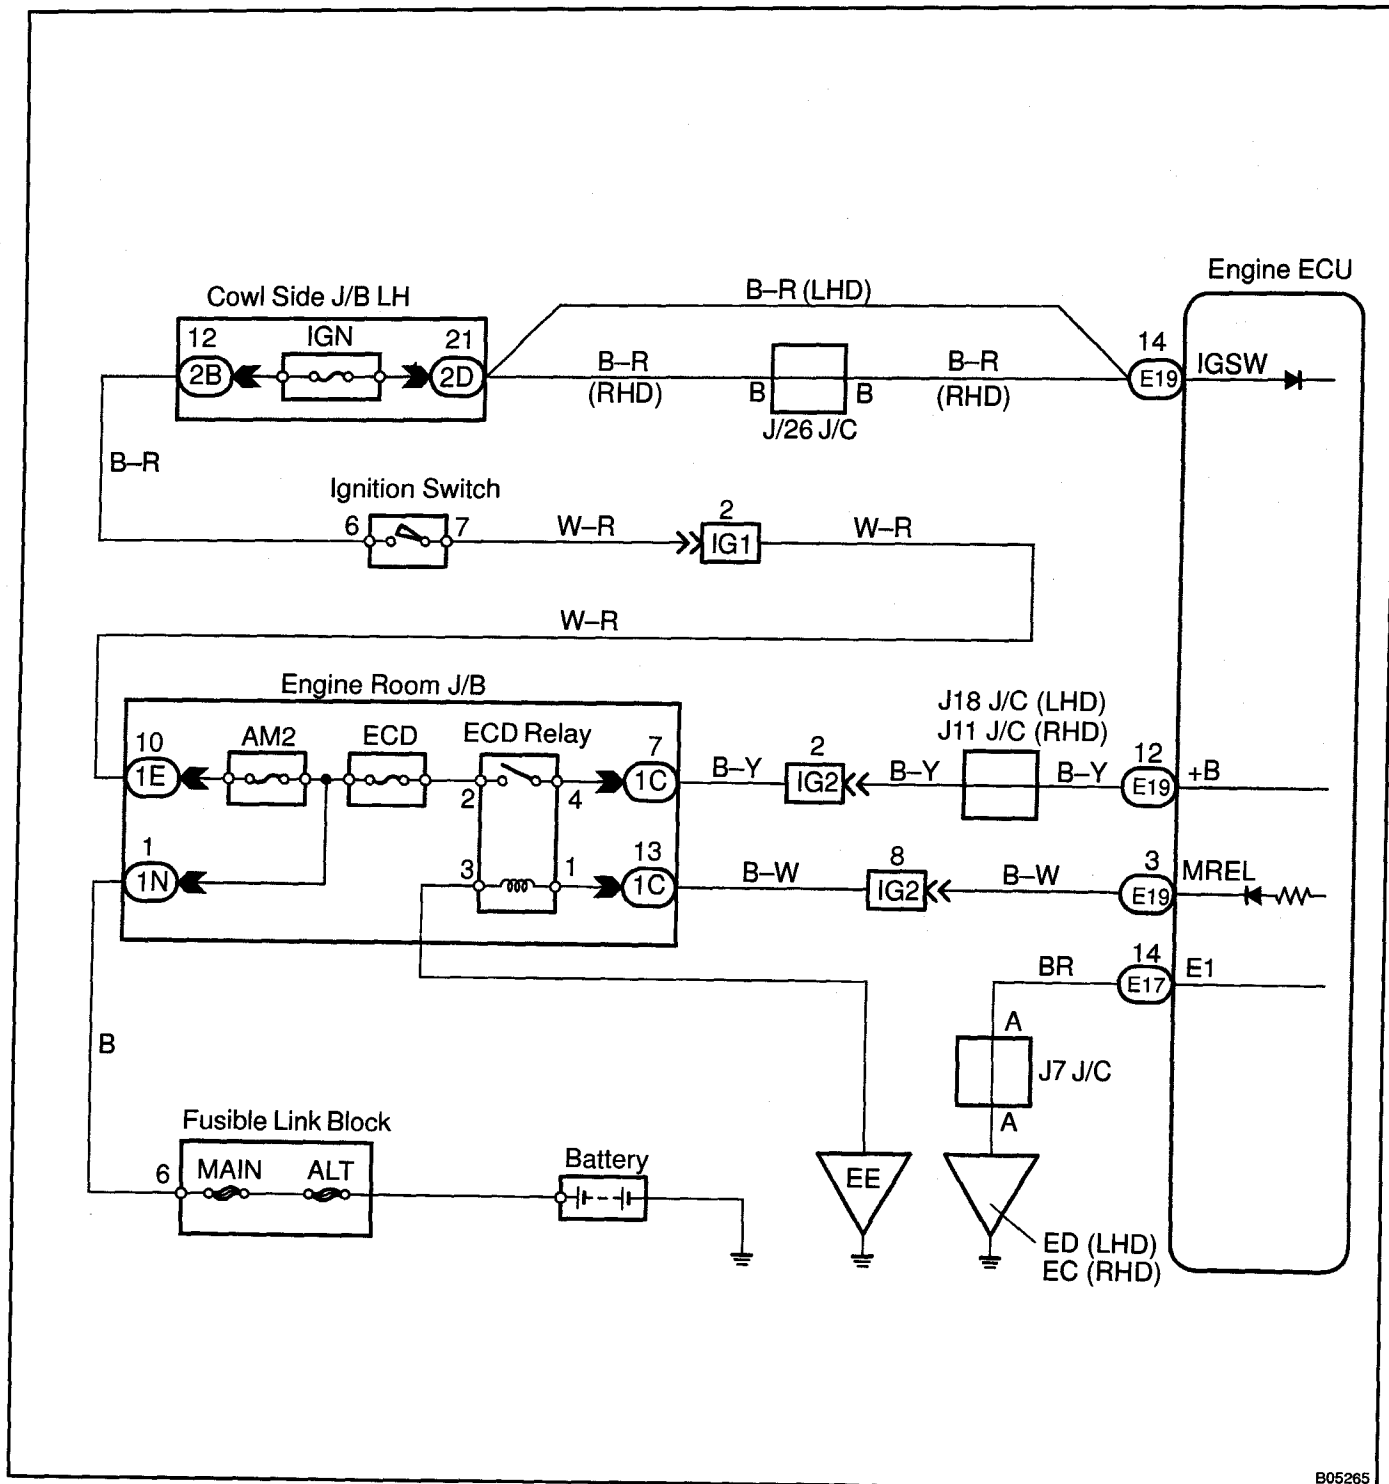 Engine ECU
Cowl Side J/B LH
B–R (LHD)
12
IGN
21
14
2B
2D
B–R
(RHD)
B
B
J/26 J/C
B–R
(RHD)
E19
IGSW
B–R
Ignition Switch
6
7
W–R
2
IG1
W–R
W–R
Engine Room J/B
J18 J/C (LHD)
J11 J/C (RHD)
10
AM2
ECD
ECD Relay
7
2
12
1E
2
4
1C
B–Y
IG2
B–Y
B–Y
E19
+B
1
3
1
13
8
3
1N
1C
B–W
IG2
B–W
E19
MREL
14
BR
E17
E1
A
B
J7 J/C
A
Fusible Link Block
6
MAIN
ALT
Battery
EE
ED (LHD)
EC (RHD)
B05265